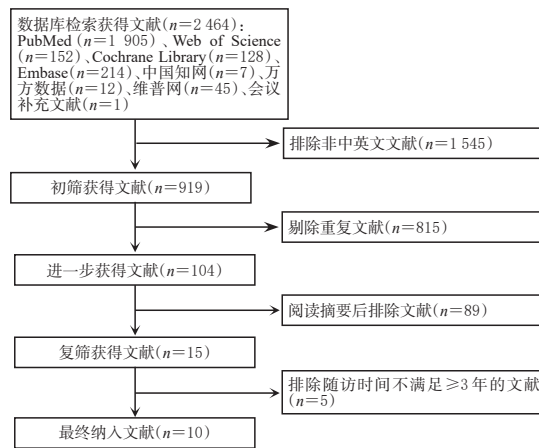 数据库检索获得文献(n=2 464):
PubMed(n=1 905)、Web of Science
(n=152)、Cochrane Library(n=128)、
Embase(n=214)、中国知网(n=7)、万
方数据(n=12)、维普网(n=45)、会议
补充文献(n=1)
排除非中英文文献(n=1 545)
初筛获得文献(n=919)
剔除重复文献(n=815)
进一步获得文献(n=104)
阅读摘要后排除文献(n=89)
复筛获得文献(n=15)
排除随访时间不满足≥3年的文献
(n=5)
最终纳入文献(n=10)